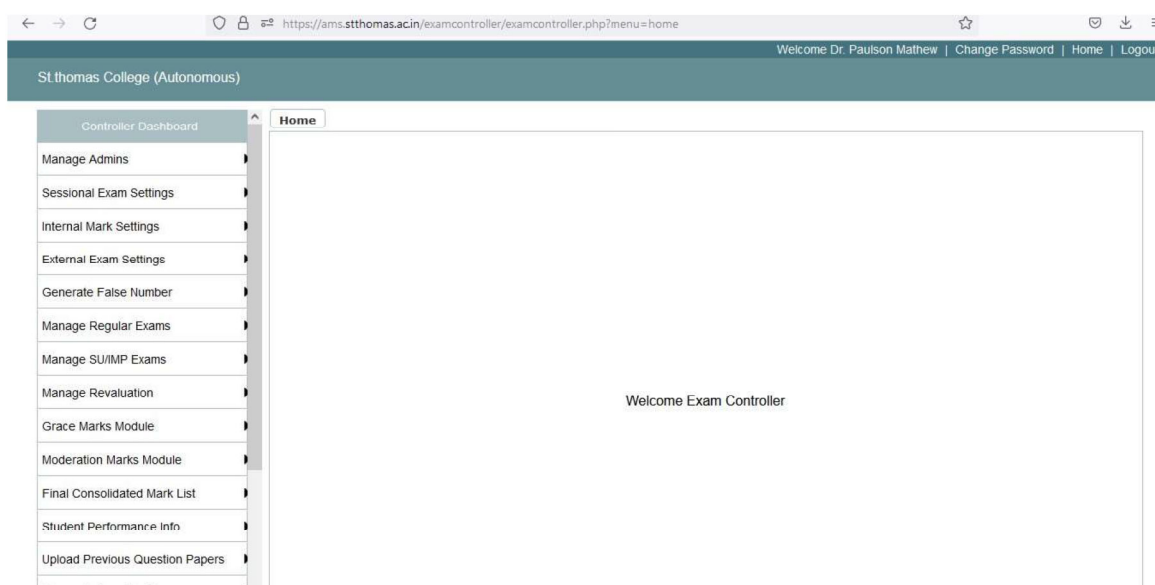 https://ams.stthomas.ac.in/examcontroller/examcontroller.php?menu=home
Welcome Dr. Paulson Mathew | Change Password | Home | Logou
St.thomas College (Autonomous)
Controller Dashboard
Home
Manage Admins
Sessional Exam Settings
Internal Mark Settings
External Exam Settings
Generate False Number
Manage Regular Exams
Manage SU/IMP Exams
Manage Revaluation
Welcome Exam Controller
Grace Marks Module
Moderation Marks Module
Final Consolidated Mark List
Student Performance Info
Upload Previous Question Papers